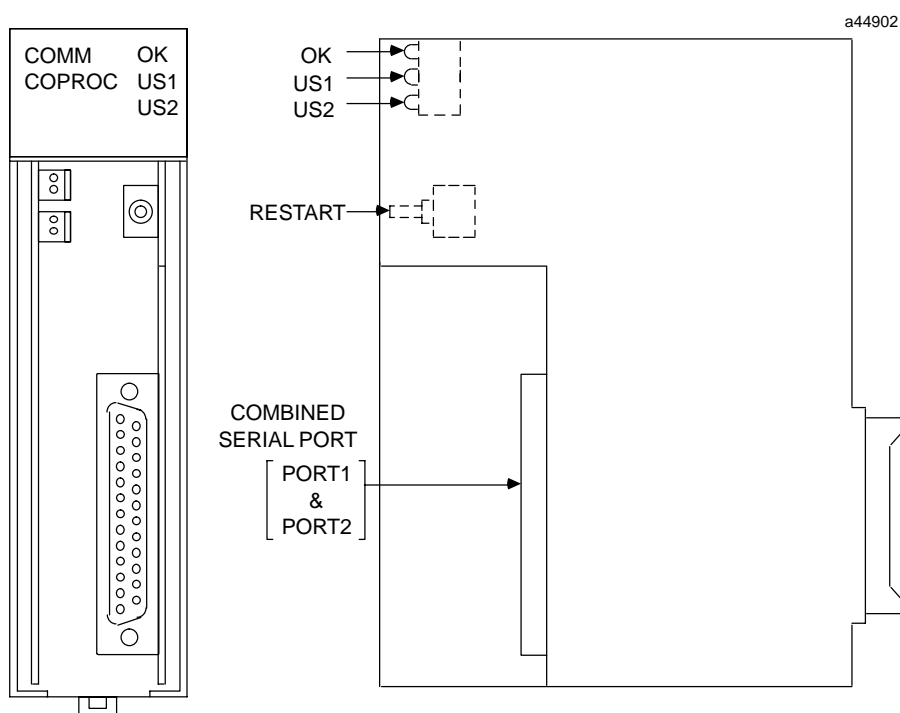 a44902
COMM OK
COPROC US1
US2
OK
US1
US2
RESTART
COMBINED
SERIAL PORT
PORT1
&
PORT2